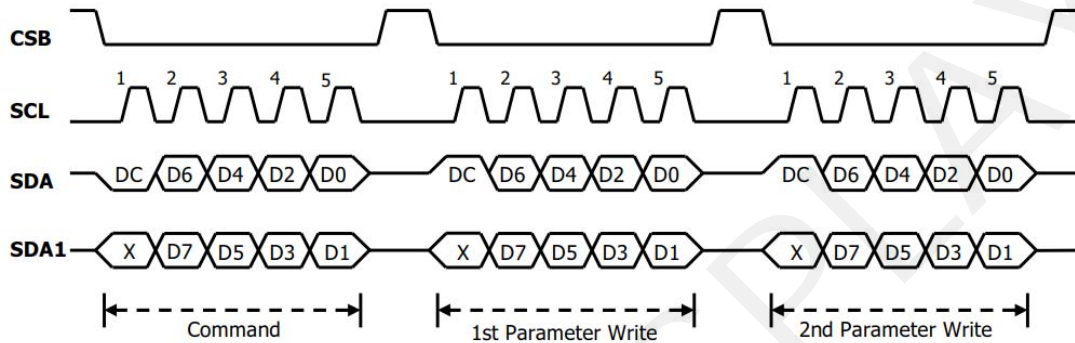 CSB
1 2 3 4 5 1 2 3 4 5 1 2 3 4 5
SCL
SDA DC D6 D4 D2 D0 DC D6 D4 D2 D0 DC D6 D4 D2 D0
SDA1 X D7 D5 D3 D1 X D7 D5 D3 D1 X D7 D5 D3 D1
Command 1st Parameter Write 2nd Parameter Write
PLAY